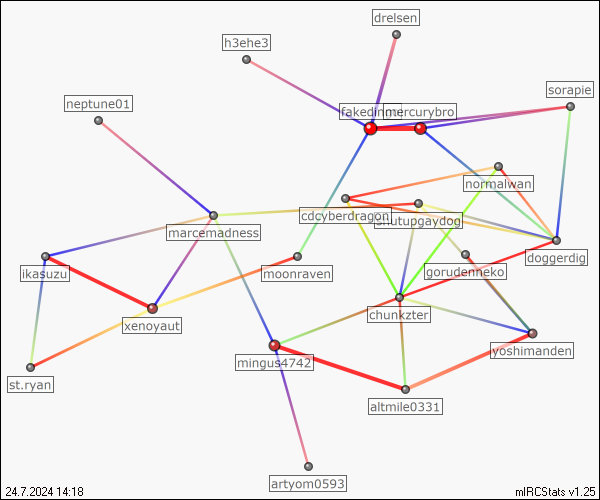 drelsen
h3ehe3
sorapie
neptune01
mercurybro
normalwan
cdcyberdragon
shutupgaydog
marcemadness
doggerdig
ikasuzu
moonraven
gorudenneko
chunkzter
xenoyaut
yoshimanden
mingus4742
st.ryan
altmile0331
artyom0593
24.7.2024 14:18
mIRCStats v1.25